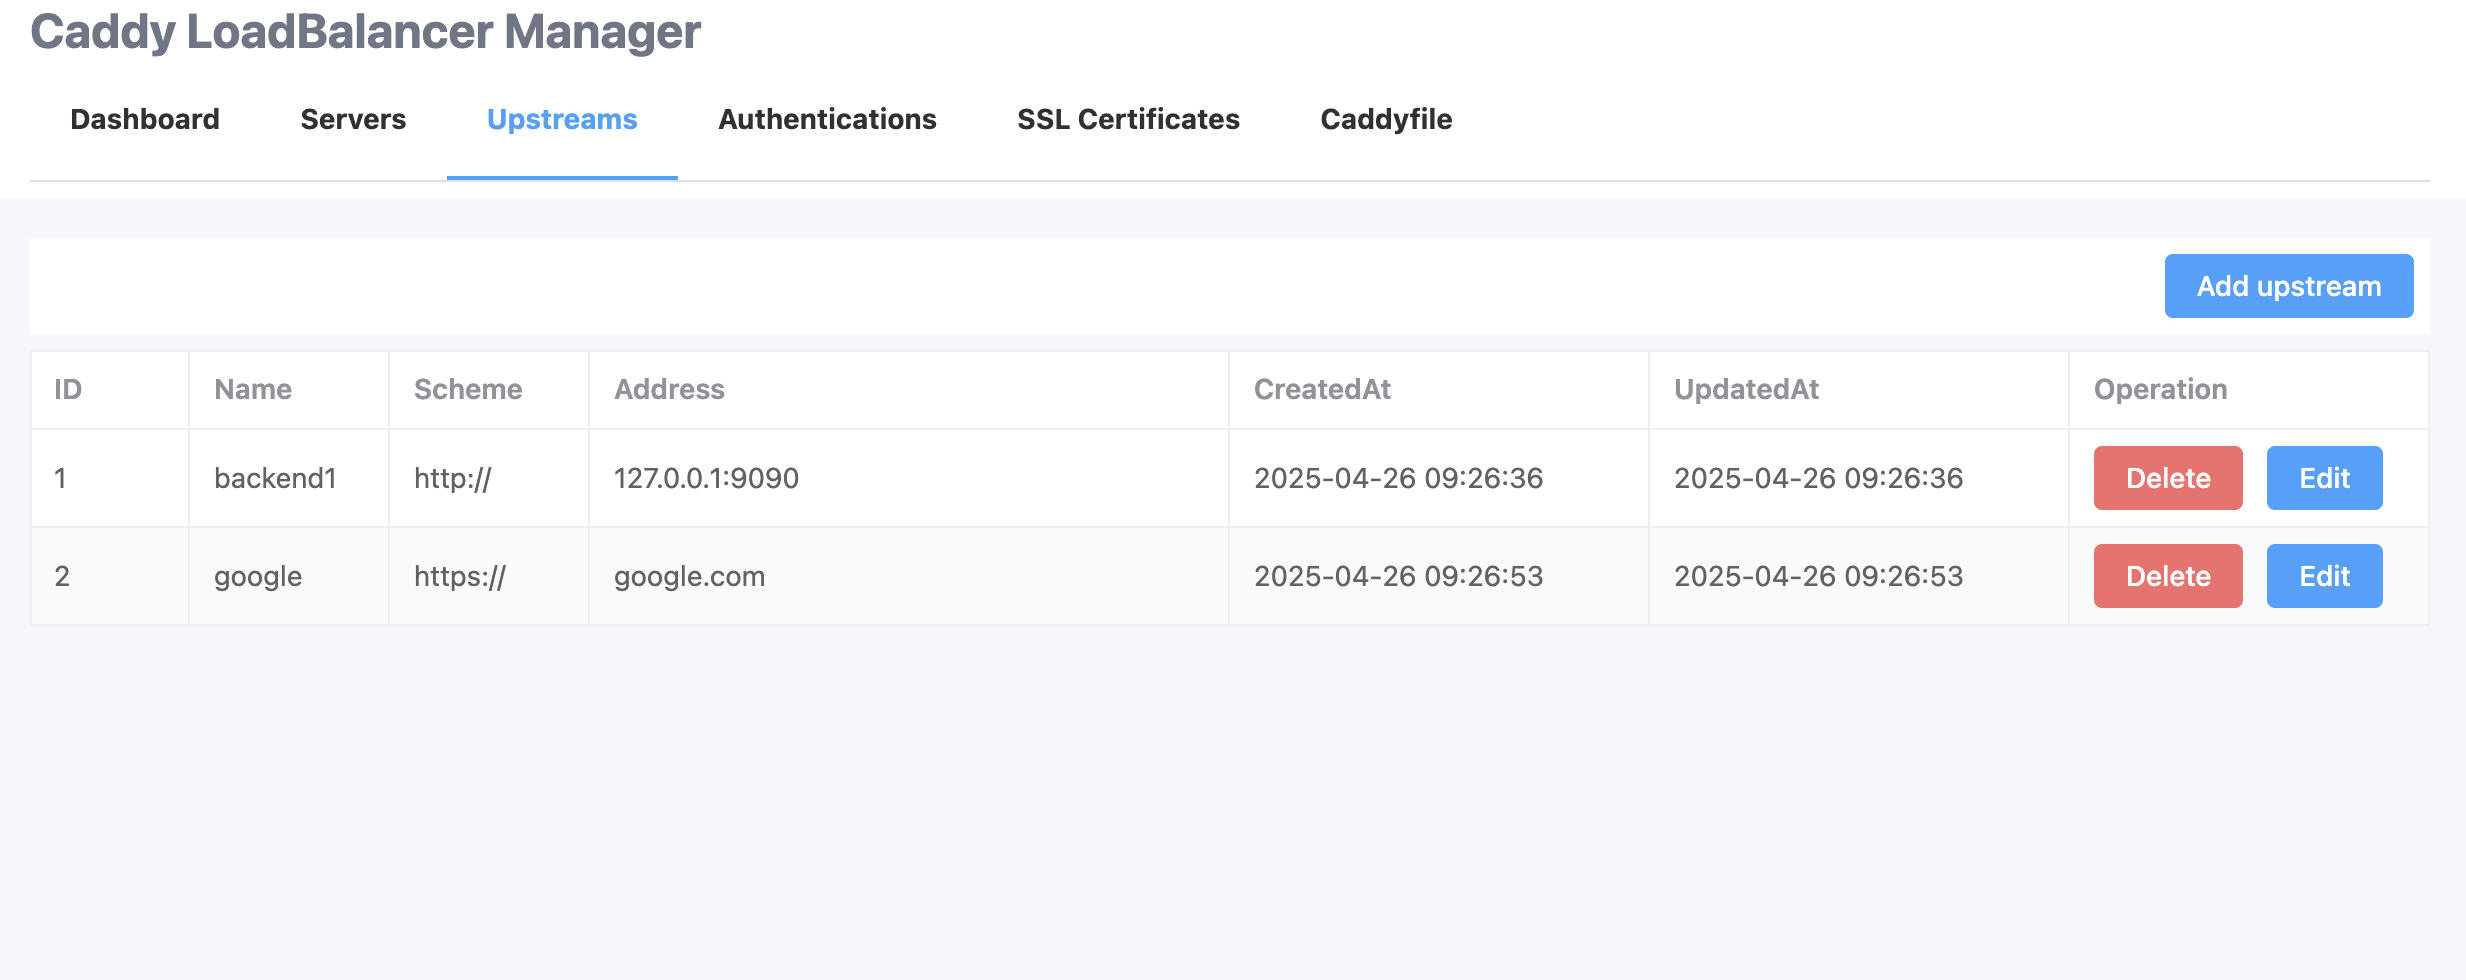 Caddy LoadBalancer Manager
Dashboard Servers Upstreams Authentications SSL Certificates Caddyfile
Add upstream
ID Name Scheme Address CreatedAt UpdatedAt Operation
1 backend1 http:// 127.0.0.1:9090 2025-04-26 09:26:36 2025-04-26 09:26:36 Delete Edit
2 google https:// google.com 2025-04-26 09:26:53 2025-04-26 09:26:53 Delete Edit